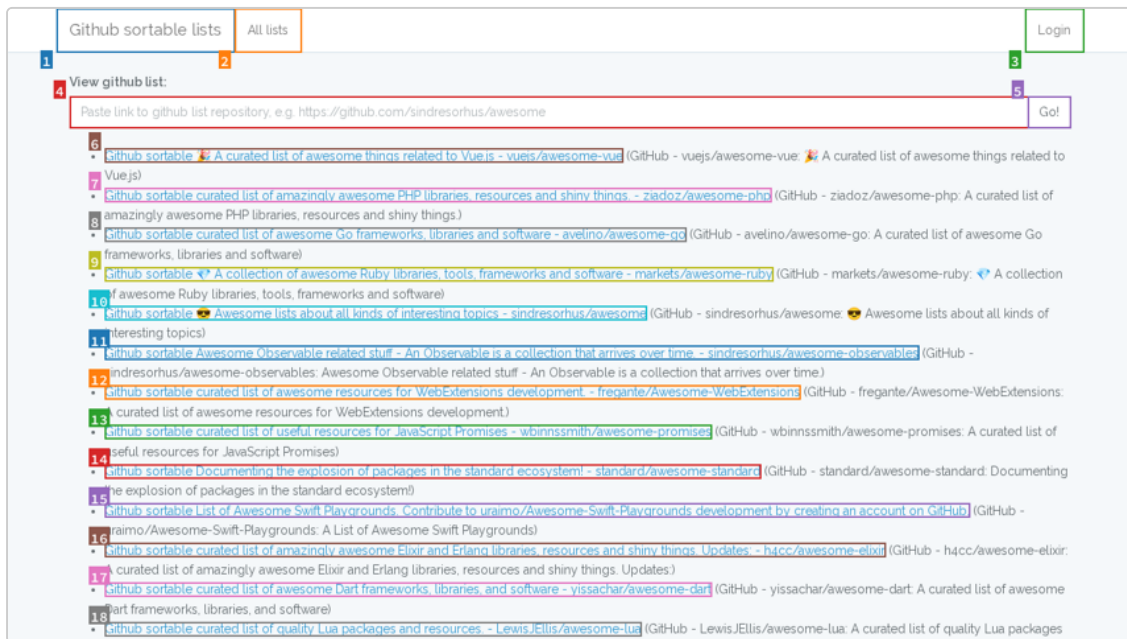 Github sortable lists All lists Login
1 2 3
View github list:
4 5
Paste link to github list repository, e.g. https://github.com/sindresorhus/awesome Go!
6
Github sortable 🎉 A curated list of awesome things related to Vue.js - vuejs/awesome-vue (GitHub - vuejs/awesome-vue: 🎉 A curated list of awesome things related to
Vue.js)
7
Github sortable curated list of amazingly awesome PHP libraries, resources and shiny things. - ziadoz/awesome-php (GitHub - ziadoz/awesome-php: A curated list of
amazingly awesome PHP libraries, resources and shiny things.)
8
Github sortable curated list of awesome Go frameworks, libraries and software - avelino/awesome-go (GitHub - avelino/awesome-go: A curated list of awesome Go
frameworks, libraries and software)
9
Github sortable 💎 A collection of awesome Ruby libraries, tools, frameworks and software - markets/awesome-ruby (GitHub - markets/awesome-ruby: 💎 A collection
of awesome Ruby libraries, tools, frameworks and software)
10
Github sortable 😎 Awesome lists about all kinds of interesting topics - sindresorhus/awesome (GitHub - sindresorhus/awesome: 😎 Awesome lists about all kinds of
interesting topics)
11
Github sortable Awesome Observable related stuff - An Observable is a collection that arrives over time. - sindresorhus/awesome-observables (GitHub -
sindresorhus/awesome-observables: Awesome Observable related stuff - An Observable is a collection that arrives over time.)
12
Github sortable curated list of awesome resources for WebExtensions development. - fregante/Awesome-WebExtensions (GitHub - fregante/Awesome-WebExtensions:
A curated list of awesome resources for WebExtensions development.)
13
Github sortable curated list of useful resources for JavaScript Promises - wbinnssmith/awesome-promises (GitHub - wbinnssmith/awesome-promises: A curated list of
useful resources for JavaScript Promises)
14
Github sortable Documenting the explosion of packages in the standard ecosystem! - standard/awesome-standard (GitHub - standard/awesome-standard: Documenting
the explosion of packages in the standard ecosystem!)
15
Github sortable List of Awesome Swift Playgrounds. Contribute to uraimo/Awesome-Swift-Playgrounds development by creating an account on GitHub. (GitHub -
uraimo/Awesome-Swift-Playgrounds: A List of Awesome Swift Playgrounds)
16
Github sortable curated list of amazingly awesome Elixir and Erlang libraries, resources and shiny things. Updates: - h4cc/awesome-elixir (GitHub - h4cc/awesome-elixir:
A curated list of amazingly awesome Elixir and Erlang libraries, resources and shiny things. Updates:)
17
Github sortable curated list of awesome Dart frameworks, libraries, and software - yissachar/awesome-dart (GitHub - yissachar/awesome-dart: A curated list of awesome
Dart frameworks, libraries, and software)
18
Github sortable curated list of quality Lua packages and resources. - LewisJEllis/awesome-lua (GitHub - LewisJEllis/awesome-lua: A curated list of quality Lua packages